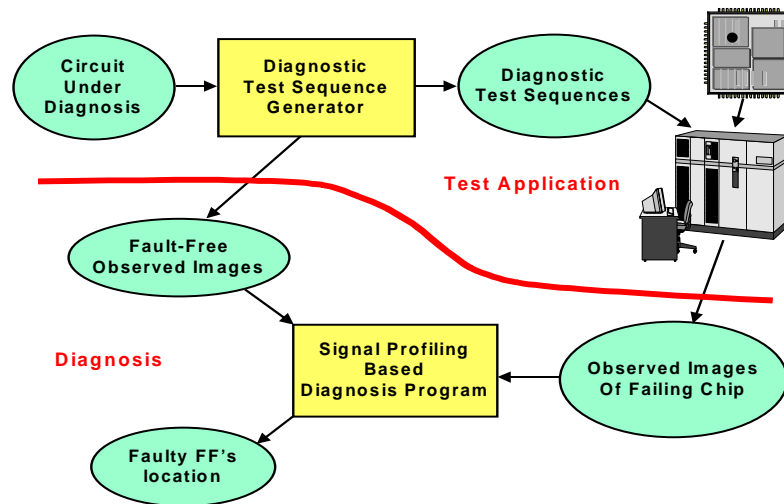 Circuit
Under
Diagnosis
Diagnostic
Test Sequence
Generator
Diagnostic
Test Sequences
Test Application
Fault-Free
Observed Images
Diagnosis
Signal Profiling
Based
Diagnosis Program
Observed Images
Of Failing Chip
Faulty FF's
location